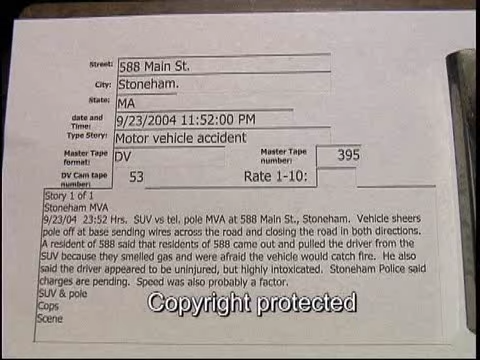 Street: 588 Main St.
City: Stoneham.
State: MA
date and Time: 9/23/2004 11:52:00 PM
Type Story: Motor vehicle accident
Master Tape format: DV Master Tape number: 395
DV Cam tape number: 53 Rate 1-10:
Story 1 of 1
Stoneham MVA
9/23/04 23:52 Hrs. SUV vs tel. pole MVA at 588 Main St., Stoneham. Vehicle sheers
pole off at base sending wires across the road and closing the road in both directions.
A resident of 588 said that residents of 588 came out and pulled the driver from the
SUV because they smelled gas and were afraid the vehicle would catch fire. He also
said the driver appeared to be uninjured, but highly intoxicated. Stoneham Police said
charges are pending. Speed was also probably a factor.
SUV & pole
Cops
Scene
Copyright protected